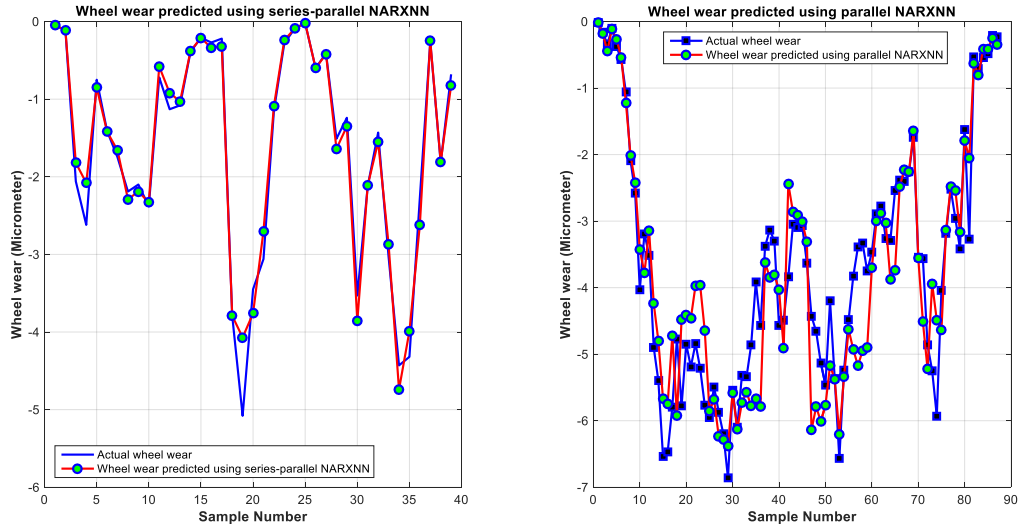 Wheel wear predicted using series-parallel NARXNN
Wheel wear (Micrometer)
0
-1
-2
-3
-4
-5
-6
Actual wheel wear
Wheel wear predicted using series-parallel NARXNN
0 5 10 15 20 25 30 35 40
Sample Number
Wheel wear predicted using parallel NARXNN
Wheel wear (Micrometer)
0
-1
-2
-3
-4
-5
-6
-7
Actual wheel wear
Wheel wear predicted using parallel NARXNN
0 10 20 30 40 50 60 70 80 90
Sample Number